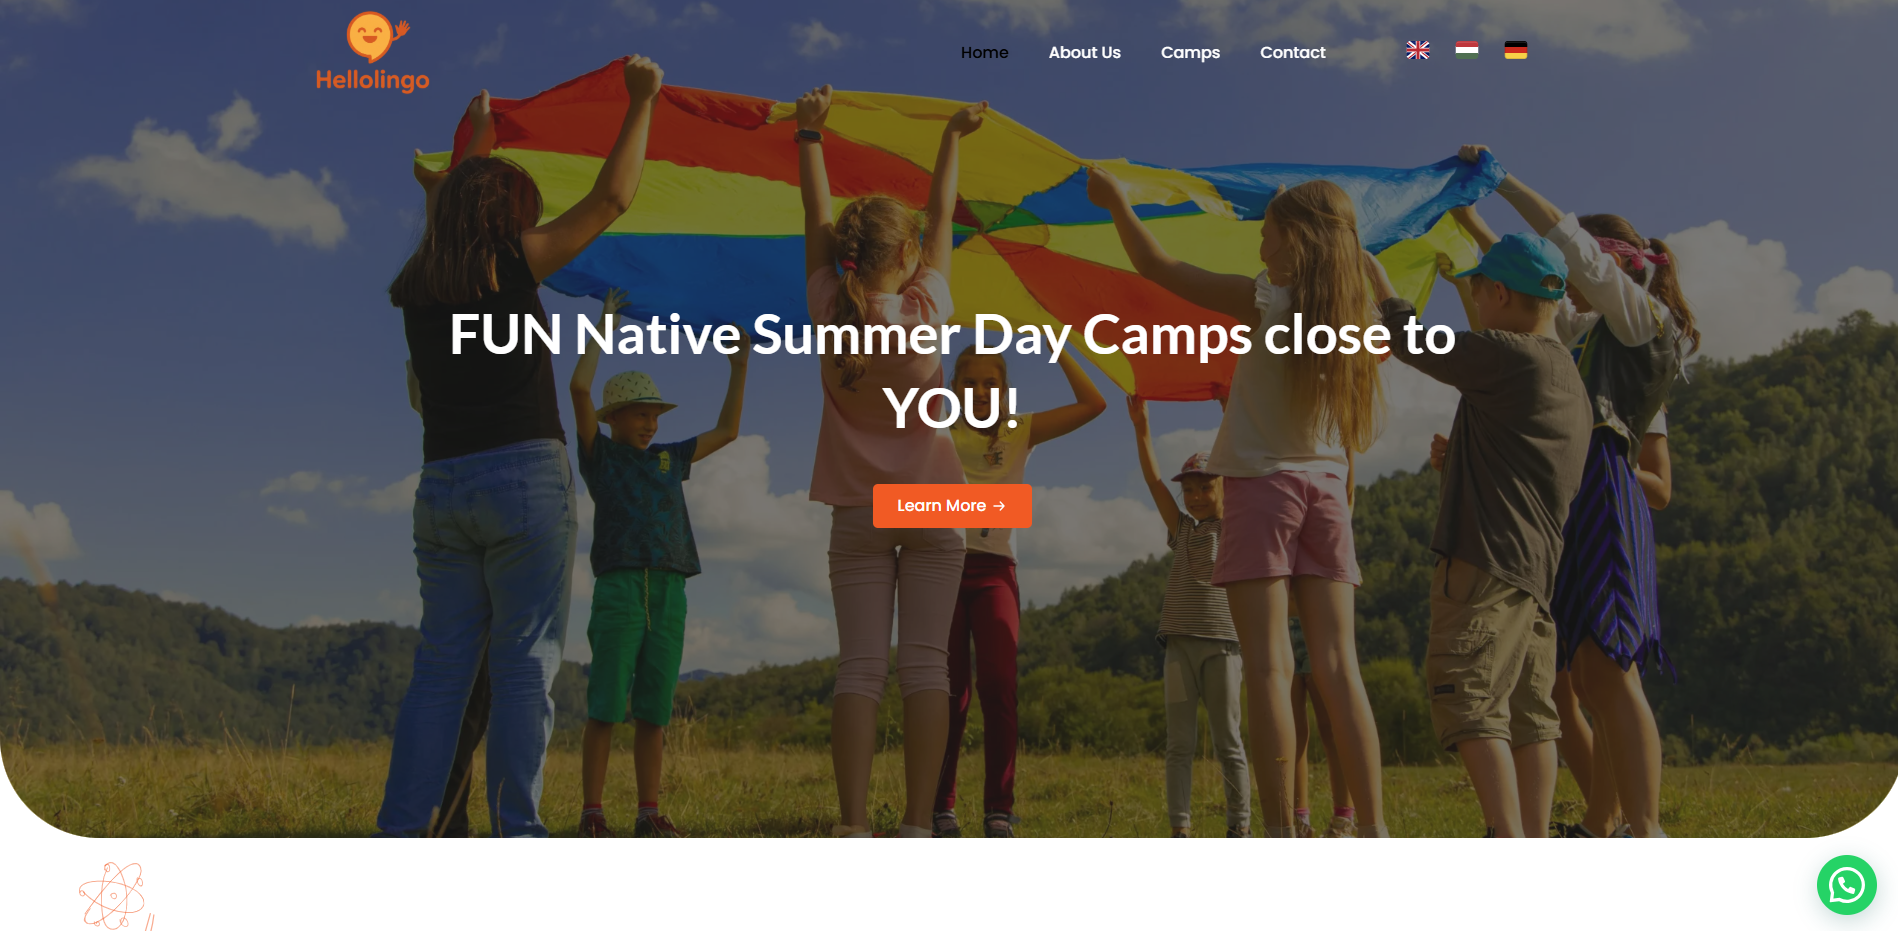 Hellolingo
Home
About Us
Camps
Contact
FUN Native Summer Day Camps close to
YOU!
Learn More →